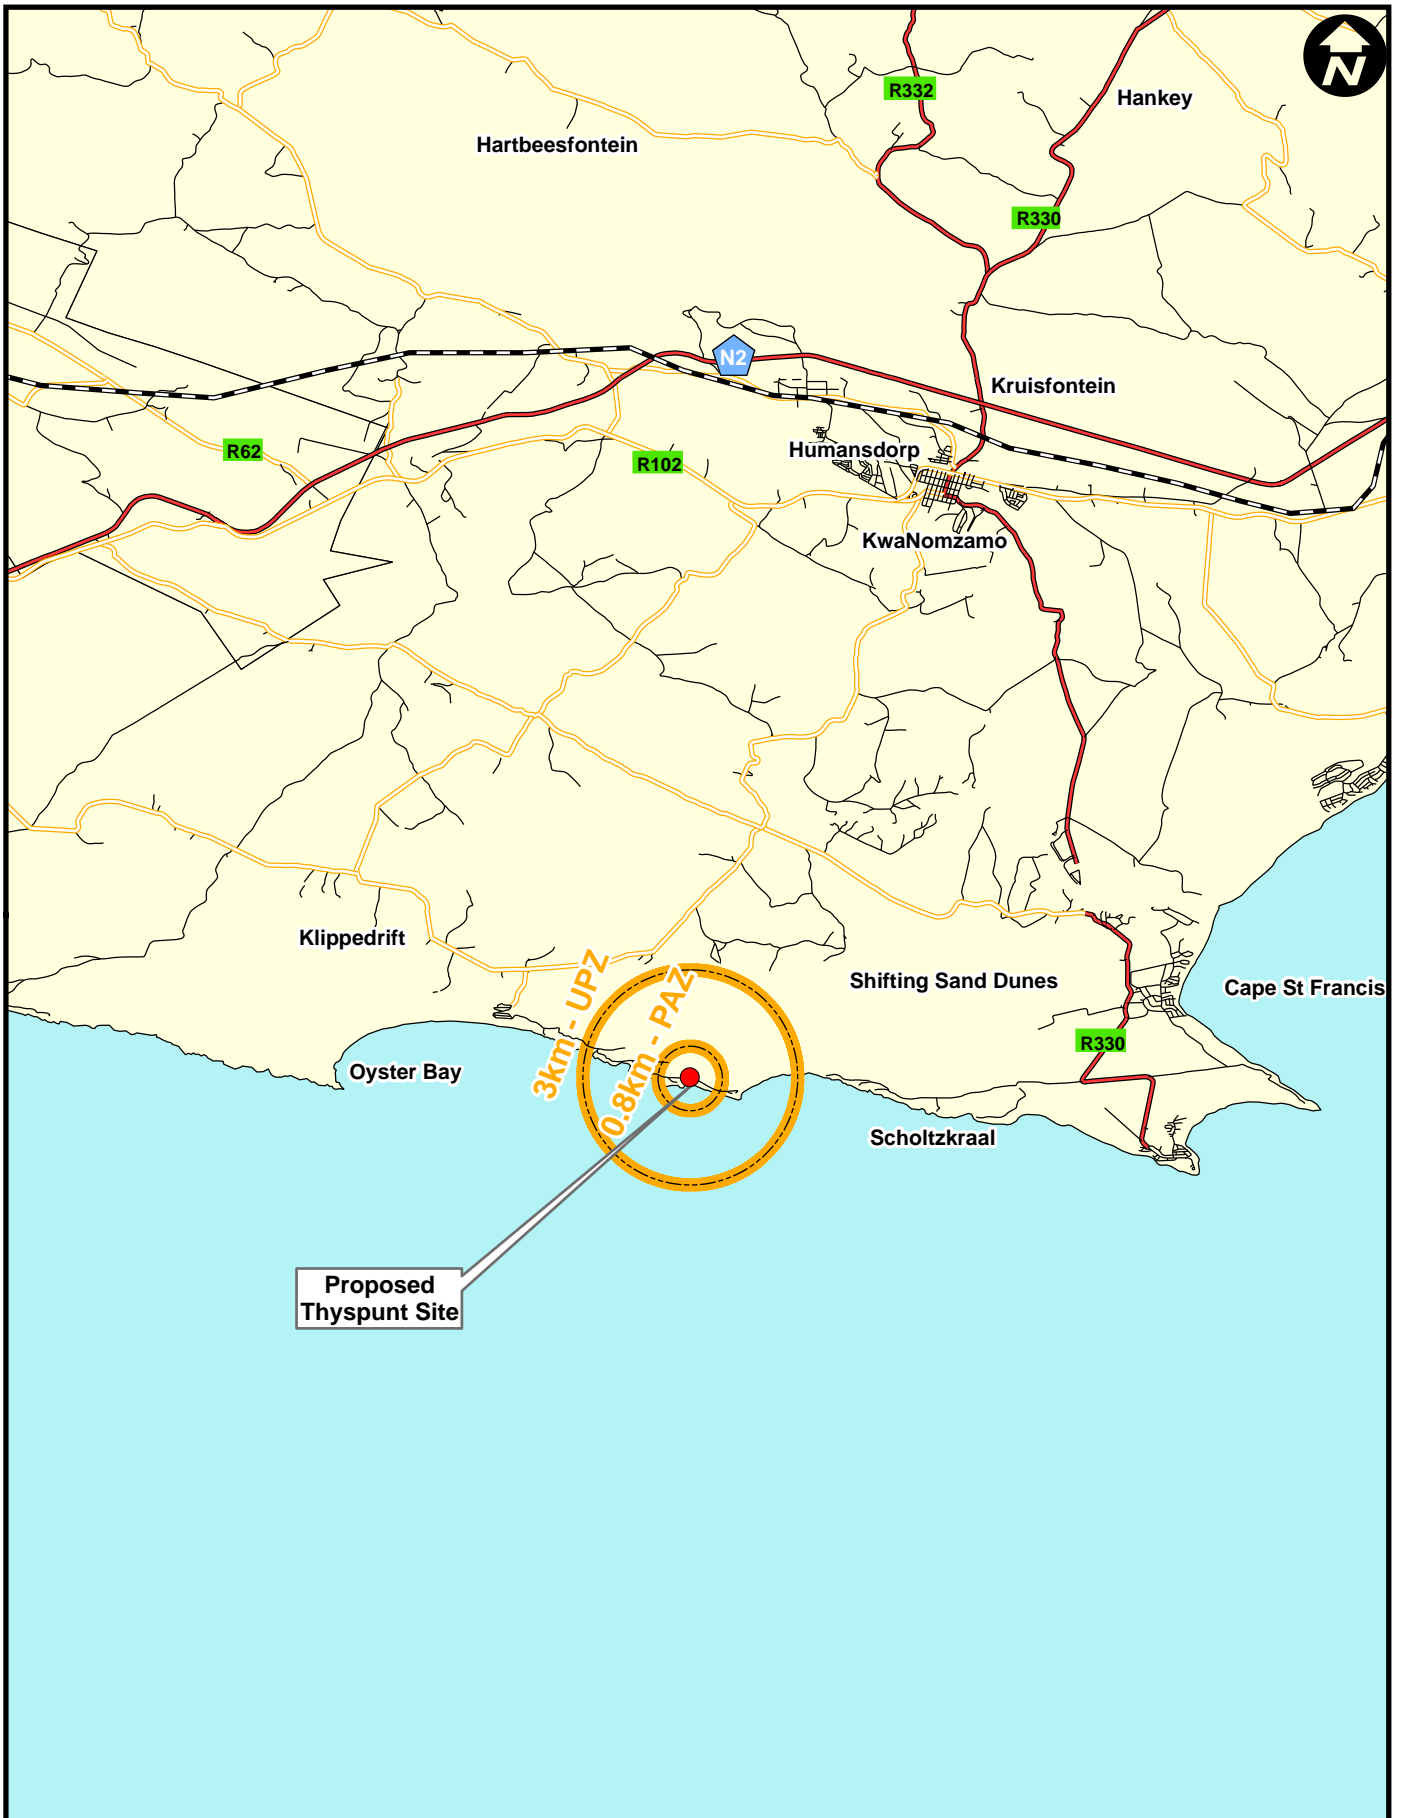 N
R332
Hankey
Hartbeesfontein
R330
N2
Kruisfontein
R62
R102
Humansdorp
KwaNomzamo
Klippedrift
3km - UPZ
0.8km - PAZ
Shifting Sand Dunes
Cape St Francis
R330
Oyster Bay
Scholtzkraal
Proposed
Thyspunt Site